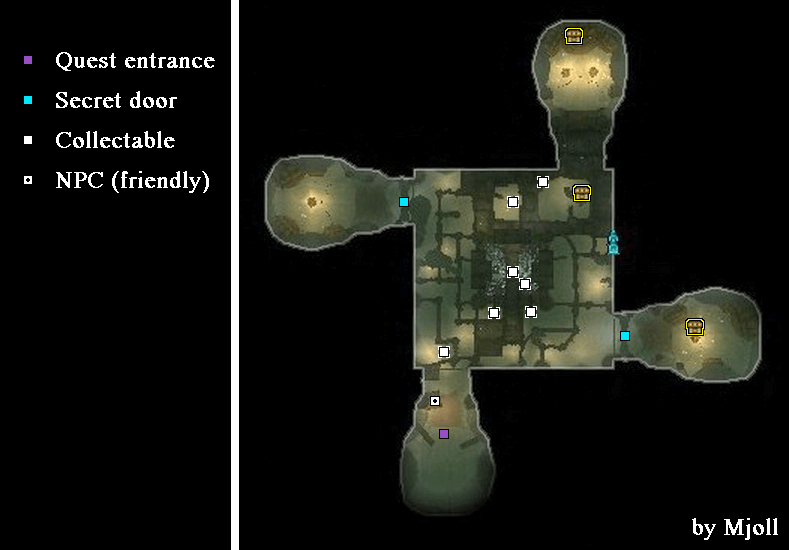 Quest entrance
Secret door
Collectable
NPC (friendly)
by Mjoll